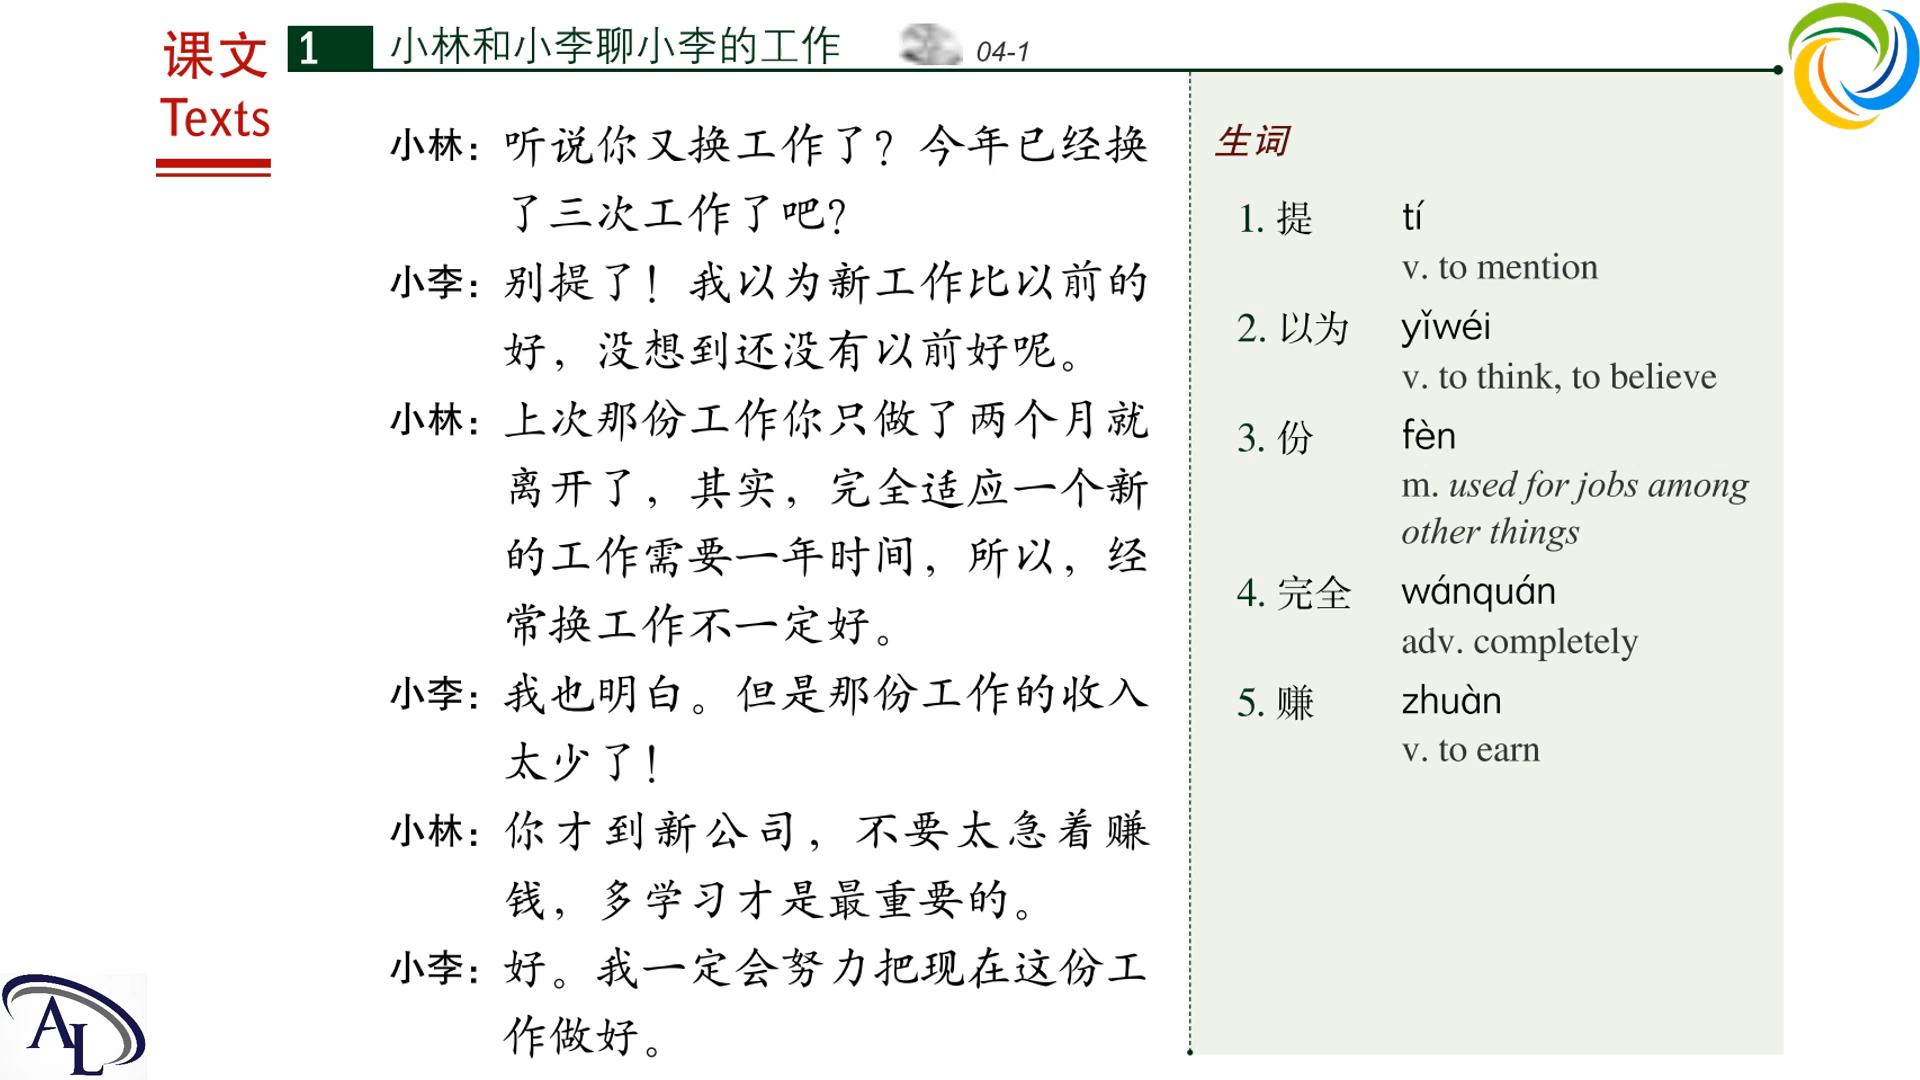 课文
Texts
1 小林和小李聊小李的工作 04-1
小林：听说你又换工作了？今年已经换
了三次工作了吧？
小李：别提了！我以为新工作比以前的
好，没想到还没有以前好呢。
小林：上次那份工作你只做了两个月就
离开了，其实，完全适应一个新
的工作需要一年时间，所以，经
常换工作不一定好。
小李：我也明白。但是那份工作的收入
太少了！
小林：你才到新公司，不要太急着赚
钱，多学习才是最重要的。
小李：好。我一定会努力把现在这份工
作做好。
生词
1. 提 tí
v. to mention
2. 以为 yǐwéi
v. to think, to believe
3. 份 fèn
m. used for jobs among
other things
4. 完全 wánquán
adv. completely
5. 赚 zhuàn
v. to earn
AL